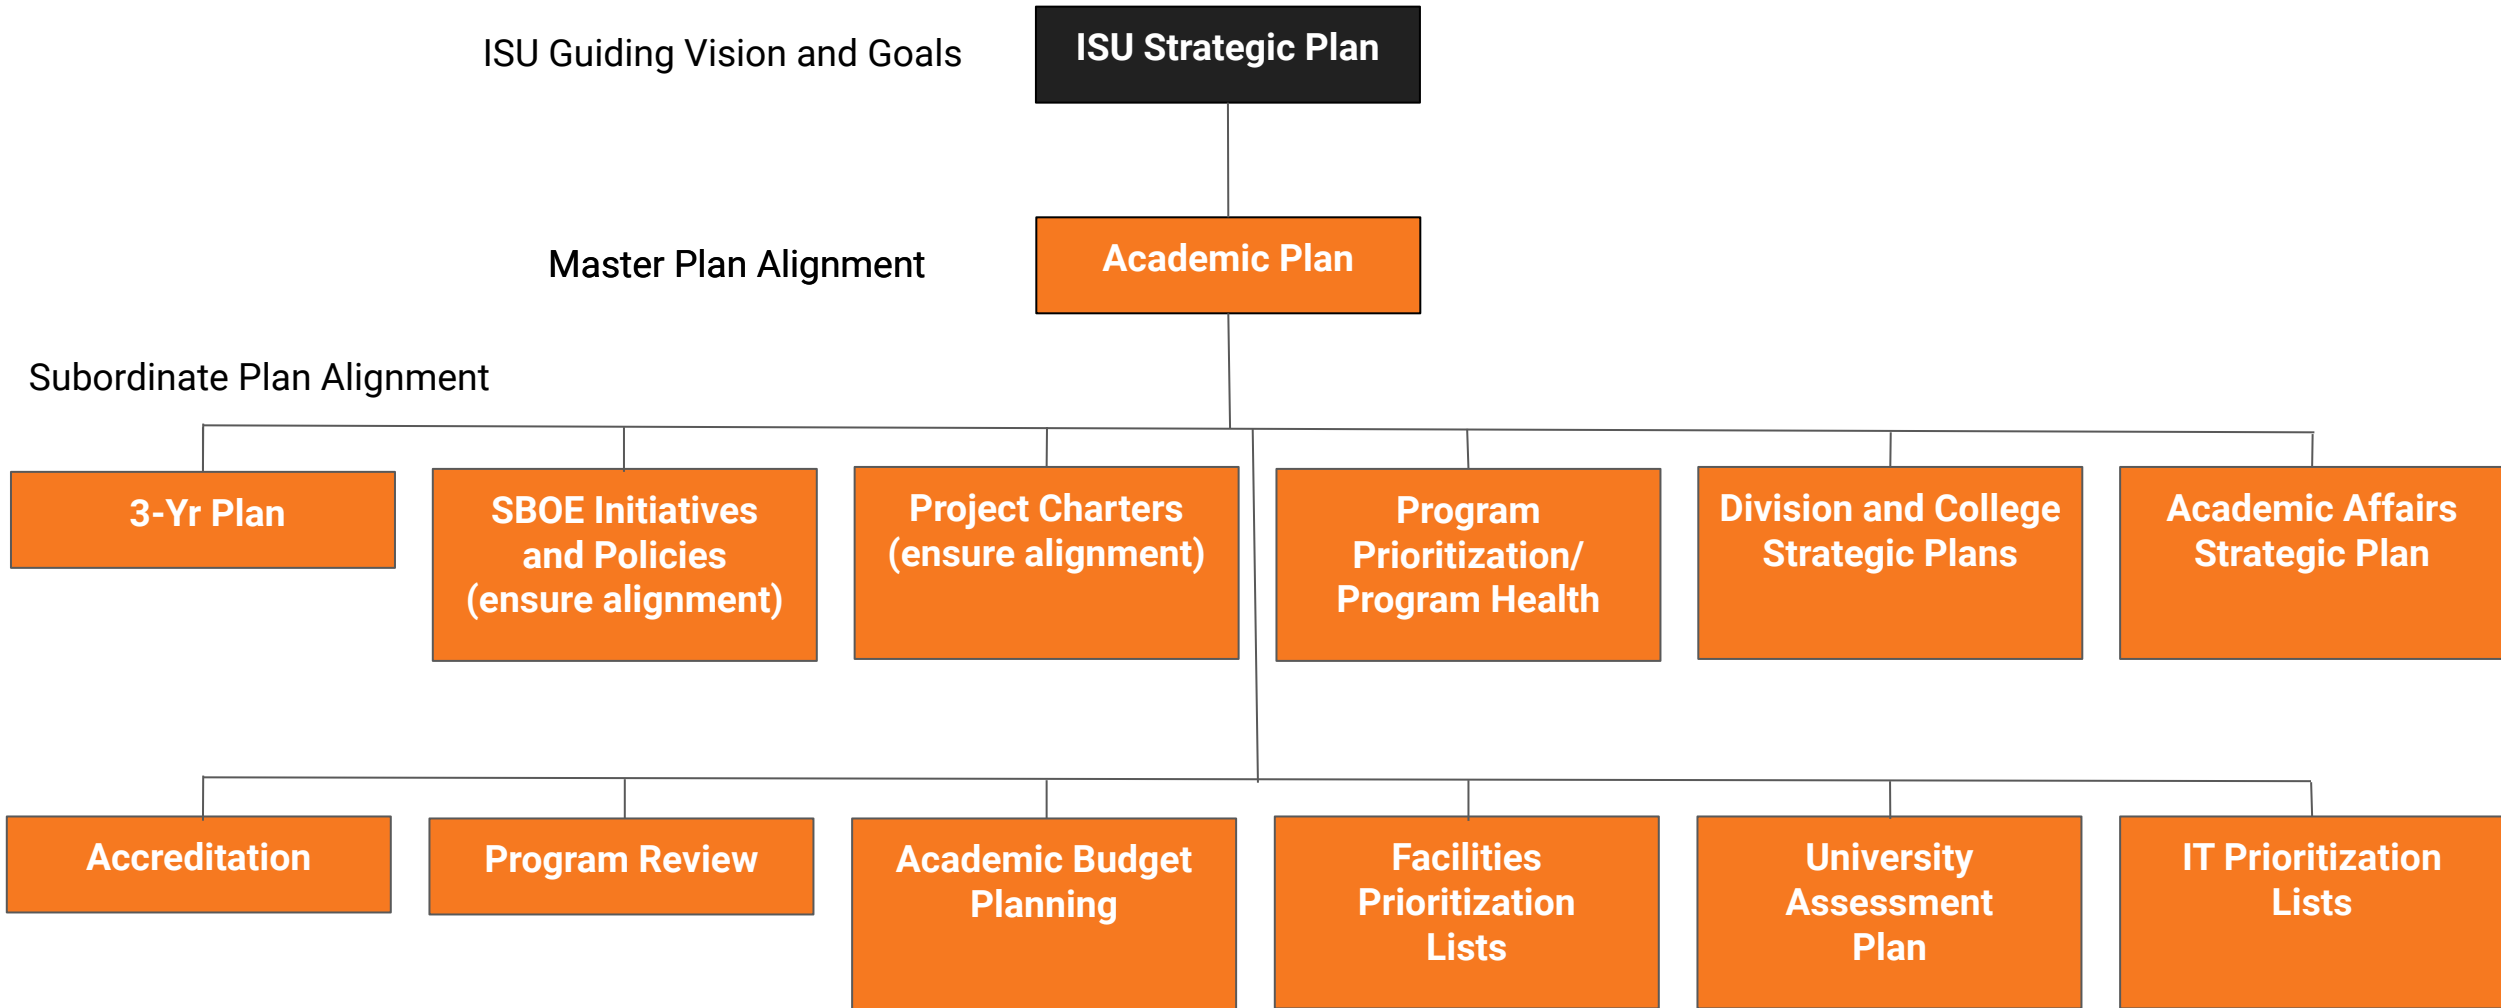 ISU Guiding Vision and Goals
ISU Strategic Plan
Master Plan Alignment
Academic Plan
Subordinate Plan Alignment
3-Yr Plan
SBOE Initiatives
and Policies
(ensure alignment)
Project Charters
(ensure alignment)
Program
Prioritization/
Program Health
Division and College
Strategic Plans
Academic Affairs
Strategic Plan
Accreditation
Program Review
Academic Budget
Planning
Facilities
Prioritization
Lists
University
Assessment
Plan
IT Prioritization
Lists